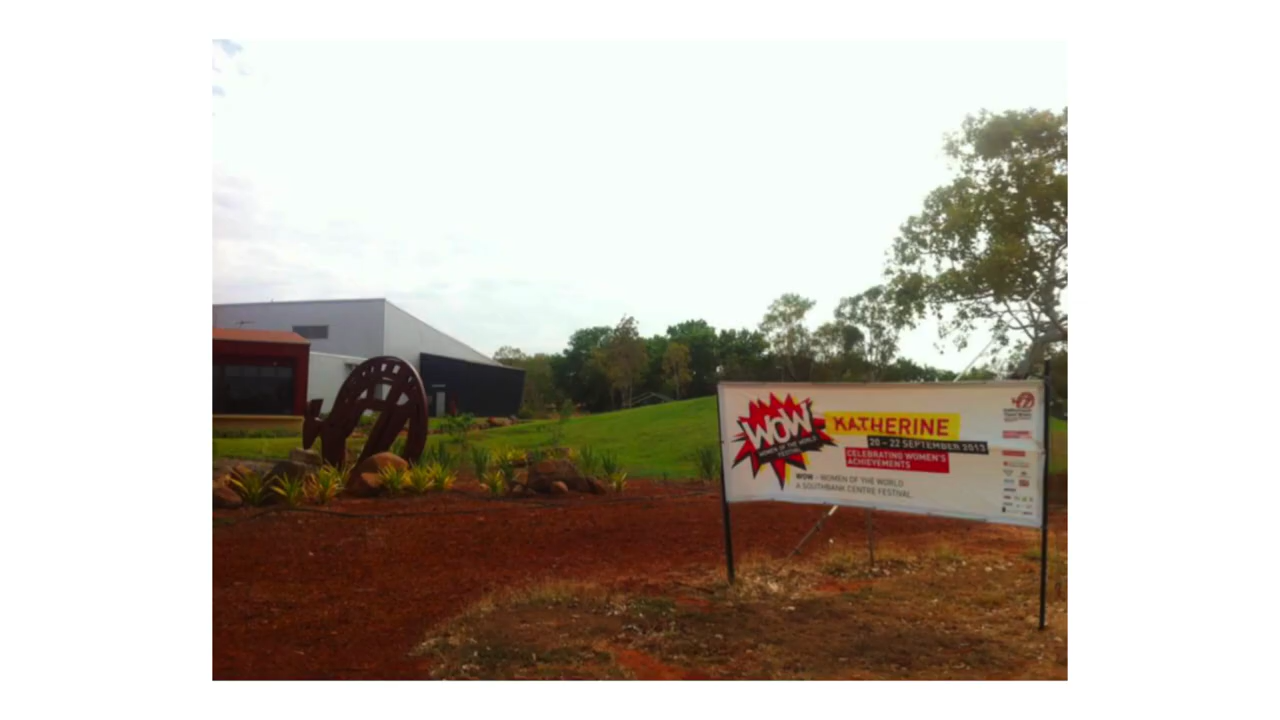 WOW
WOMEN OF THE WORLD
FESTIVAL
KATHERINE
20 – 22 SEPTEMBER 2013
CELEBRATING WOMEN'S
ACHIEVEMENTS
WOW – WOMEN OF THE WORLD
A SOUTHBANK CENTRE FESTIVAL